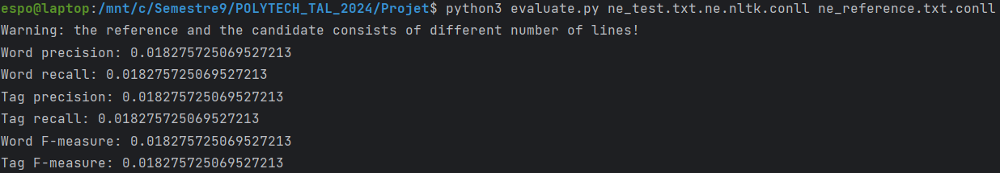 espo@laptop:/mnt/c/Semestre9/POLYTECH_TAL_2024/Projet$ python3 evaluate.py ne_test.txt.ne.nltk.conll ne_reference.txt.conll
Warning: the reference and the candidate consists of different number of lines!
Word precision: 0.018275725069527213
Word recall: 0.018275725069527213
Tag precision: 0.018275725069527213
Tag recall: 0.018275725069527213
Word F-measure: 0.018275725069527213
Tag F-measure: 0.018275725069527213